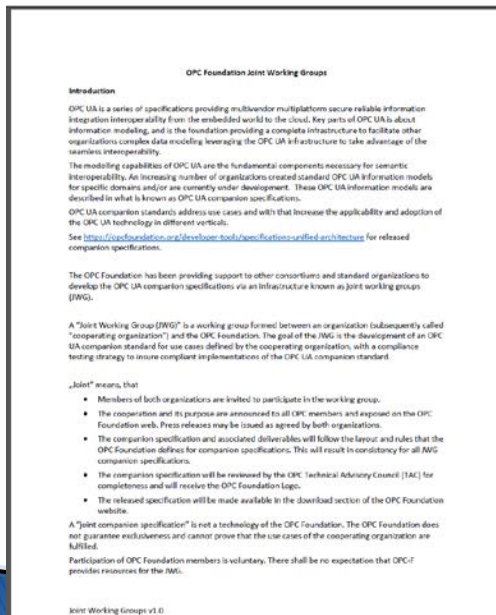 OPC Foundation Joint Working Groups
Introduction
OPC UA is a series of specifications providing multivendor multiplatform secure reliable information
integration interoperability from the embedded world to the cloud. Key parts of OPC UA is about
information modeling, and is the foundation providing a complete infrastructure to facilitate other
organizations complex data modeling leveraging the OPC UA infrastructure to take advantage of the
seamless interoperability.
The modelling capabilities of OPC UA are the fundamental components necessary for semantic
interoperability. An increasing number of organizations created standard OPC UA information models
for specific domains and/or are currently under development. These OPC UA information models are
described in what is known as OPC UA companion specifications.
OPC UA companion standards address use cases and with that increase the applicability and adoption of
the OPC UA technology in different verticals.
See https://opcfoundation.org/developer-tools/specifications-unified-architecture for released
companion specifications.
The OPC Foundation has been providing support to other consortiums and standard organizations to
develop the OPC UA companion specifications via an infrastructure known as joint working groups
(JWG).
A "Joint Working Group (JWG)" is a working group formed between an organization (subsequently called
"cooperating organization") and the OPC Foundation. The goal of the JWG is the development of an OPC
UA companion standard for use cases defined by the cooperating organization, with a compliance
testing strategy to insure compliant implementations of the OPC UA companion standard.
„Joint" means, that
• Members of both organizations are invited to participate in the working group.
• The cooperation and its purpose are announced to all OPC members and exposed on the OPC
Foundation web. Press releases may be issued as agreed by both organizations.
• The companion specification and associated deliverables will follow the layout and rules that the
OPC Foundation defines for companion specifications. This will result in consistency for all JWG
companion specifications.
• The companion specification will be reviewed by the OPC Technical Advisory Council (TAC) for
completeness and will receive the OPC Foundation Logo.
• The released specification will be made available in the download section of the OPC Foundation
website.
A "joint companion specification" is not a technology of the OPC Foundation. The OPC Foundation does
not guarantee exclusiveness and cannot prove that the use cases of the cooperating organization are
fulfilled.
Participation of OPC Foundation members is voluntary. There shall be no expectation that OPC-F
provides resources for the JWG.
Joint Working Groups v1.0